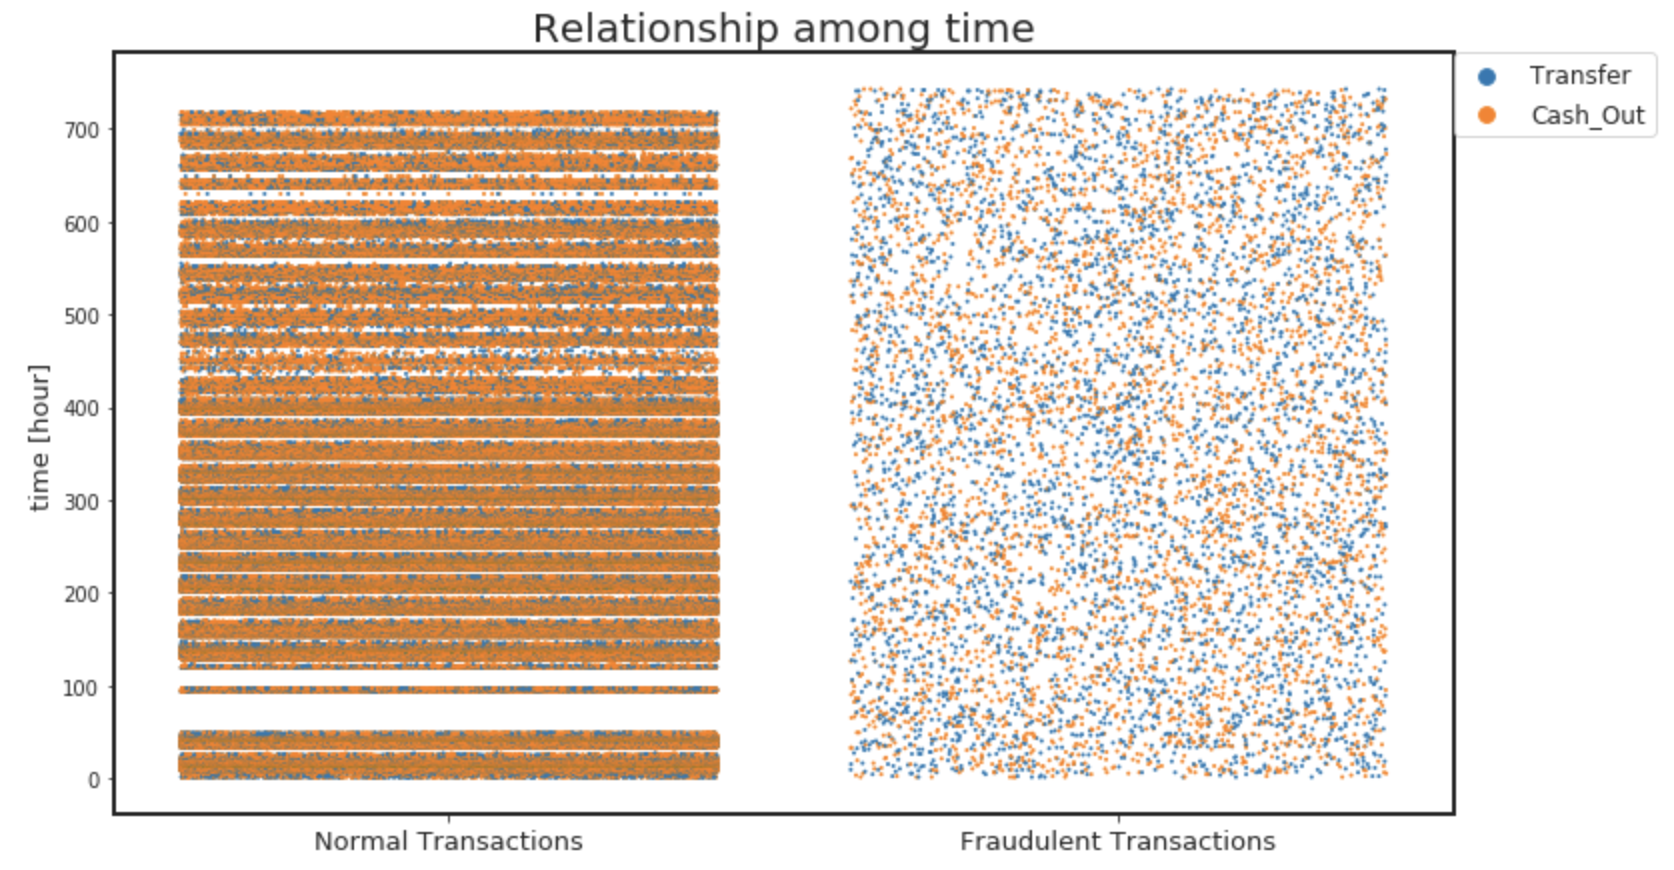 Relationship among time
Transfer
Cash_Out
time [hour]
700
600
500
400
300
200
100
0
Normal Transactions
Fraudulent Transactions